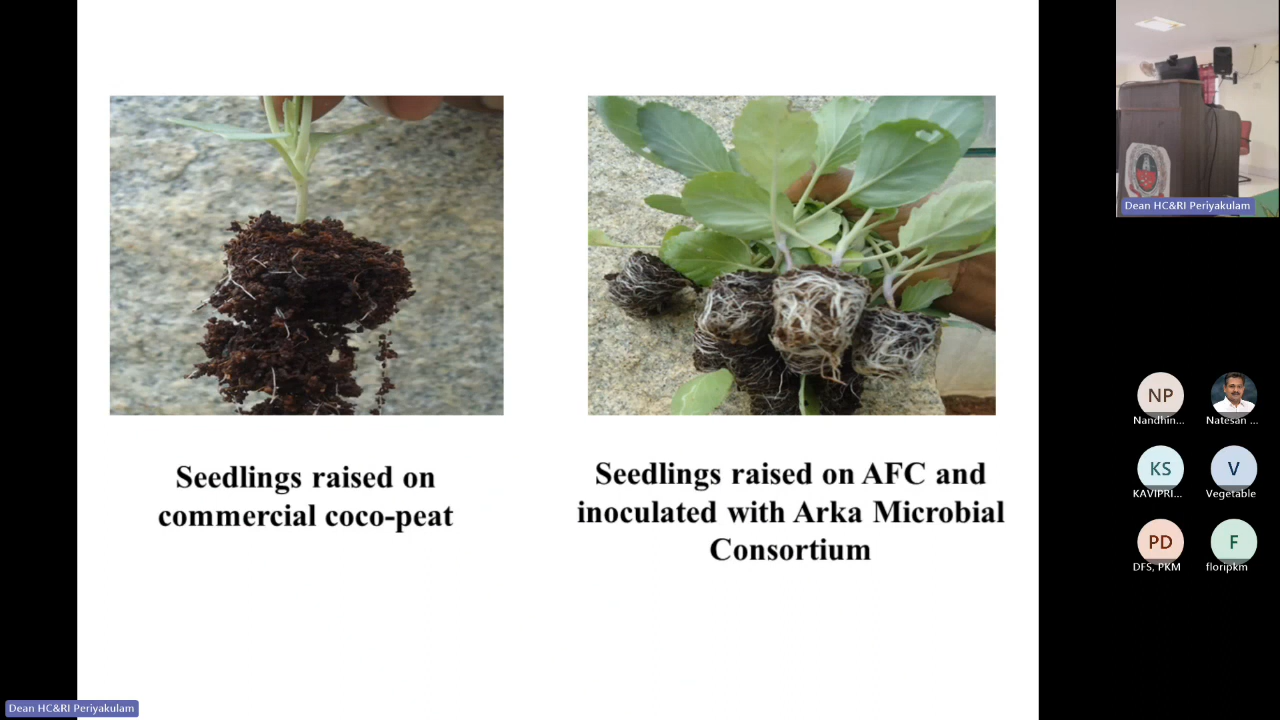 Seedlings raised on
commercial coco-peat
Seedlings raised on AFC and
inoculated with Arka Microbial
Consortium
Dean HC&RI Periyakulam
NP
Nandhin...
Natesan ...
KS
KAVIPRI...
V
Vegetable
PD
DFS, PKM
F
floripkm
Dean HC&RI Periyakulam